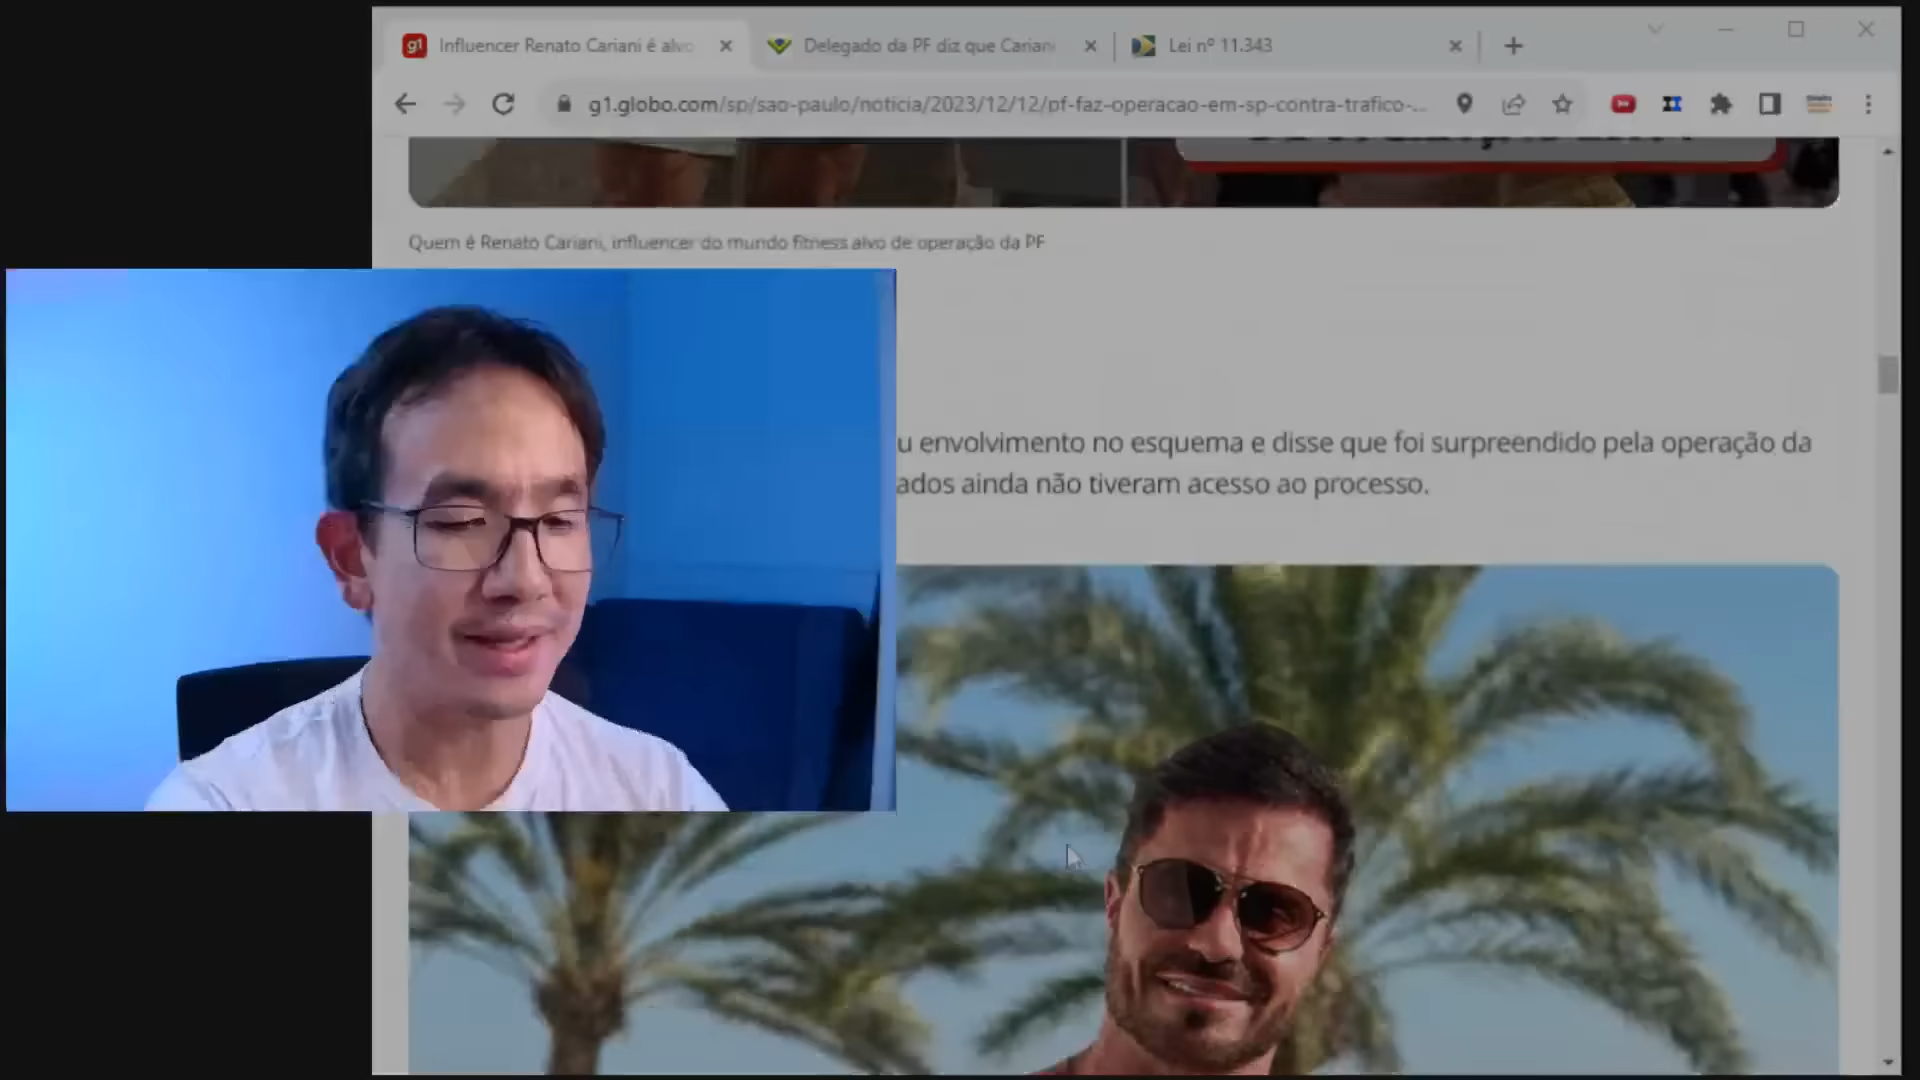 g1 Influencer Renato Cariani é alvo
Delegado da PF diz que Cariani
Lei nº 11.343
g1.globo.com/sp/sao-paulo/noticia/2023/12/12/pf-faz-operacao-em-sp-contra-trafico-...
Quem é Renato Cariani, influencer do mundo fitness alvo de operação da PF
u envolvimento no esquema e disse que foi surpreendido pela operação da
ados ainda não tiveram acesso ao processo.